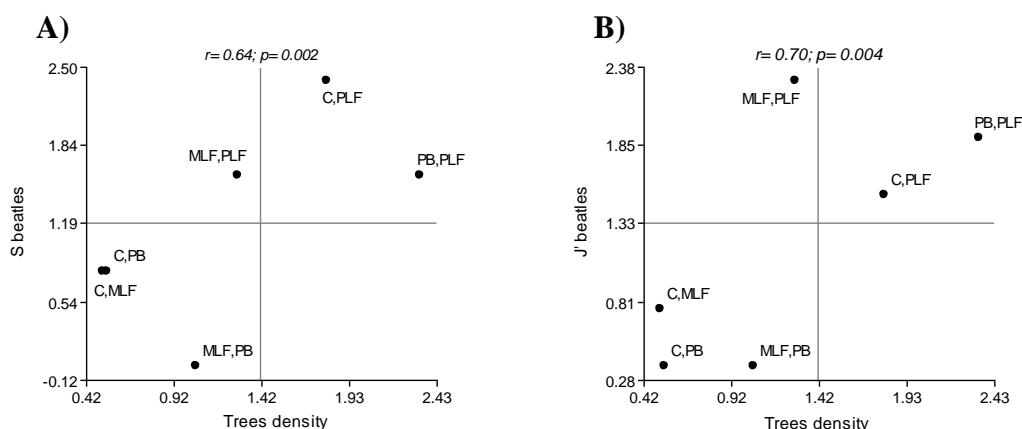 A)
r= 0.64; p= 0.002
2.50
C,PLF
1.84
MLF,PLF
PB,PLF
S beatles
1.19
C,PB
C,MLF
0.54
MLF,PB
-0.12
0.42 0.92 1.42 1.93 2.43
Trees density
B)
r= 0.70; p= 0.004
2.38
MLF,PLF
PB,PLF
1.85
C,PLF
J' beatles
1.33
C,MLF
0.81
C,PB
MLF,PB
0.28
0.42 0.92 1.42 1.93 2.43
Trees density